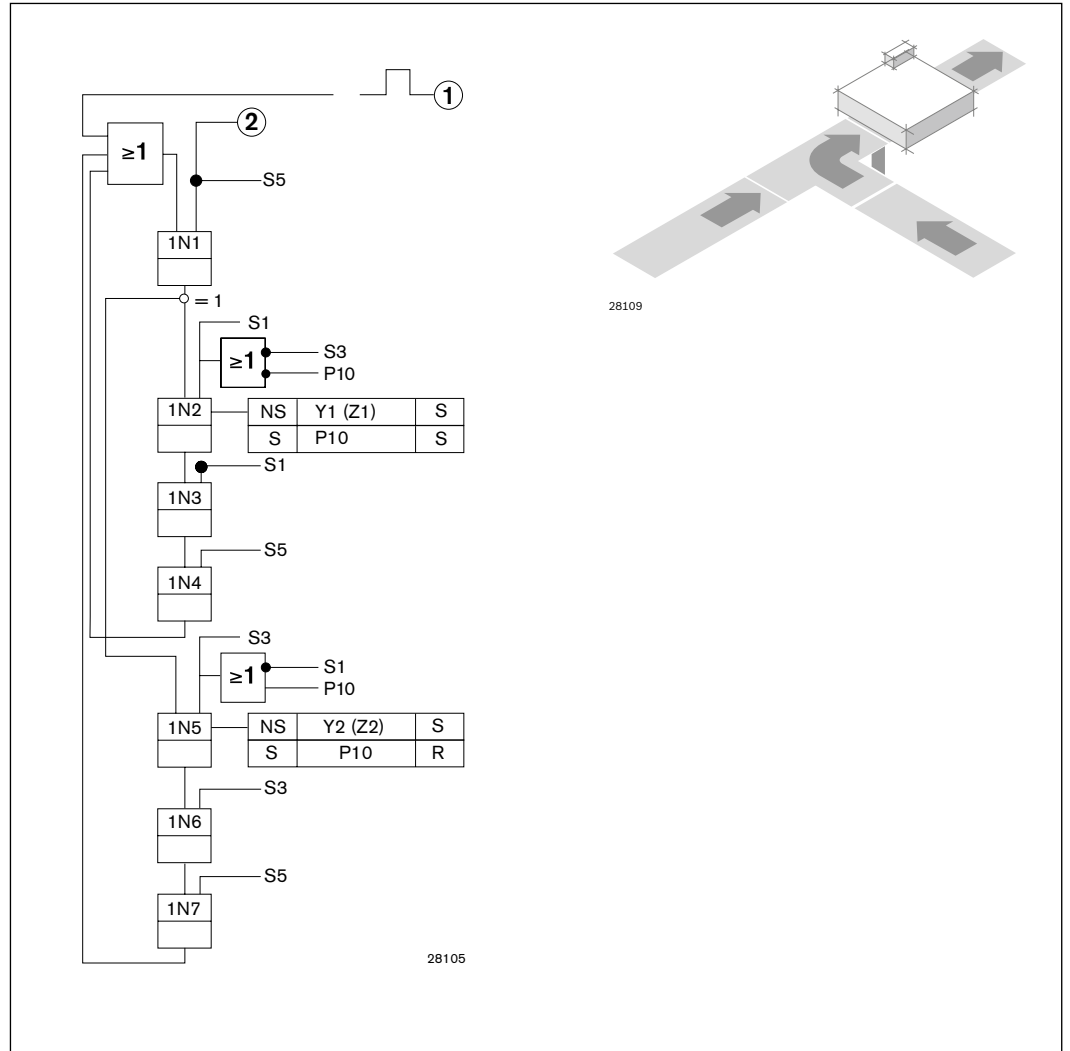 1
2
≥1
S5
1N1
= 1
S1
≥1
S3
P10
1N2
NS Y1 (Z1) S
S P10 S
S1
1N3
S5
1N4
S3
≥1
S1
P10
1N5
NS Y2 (Z2) S
S P10 R
S3
1N6
S5
1N7
28105
28109